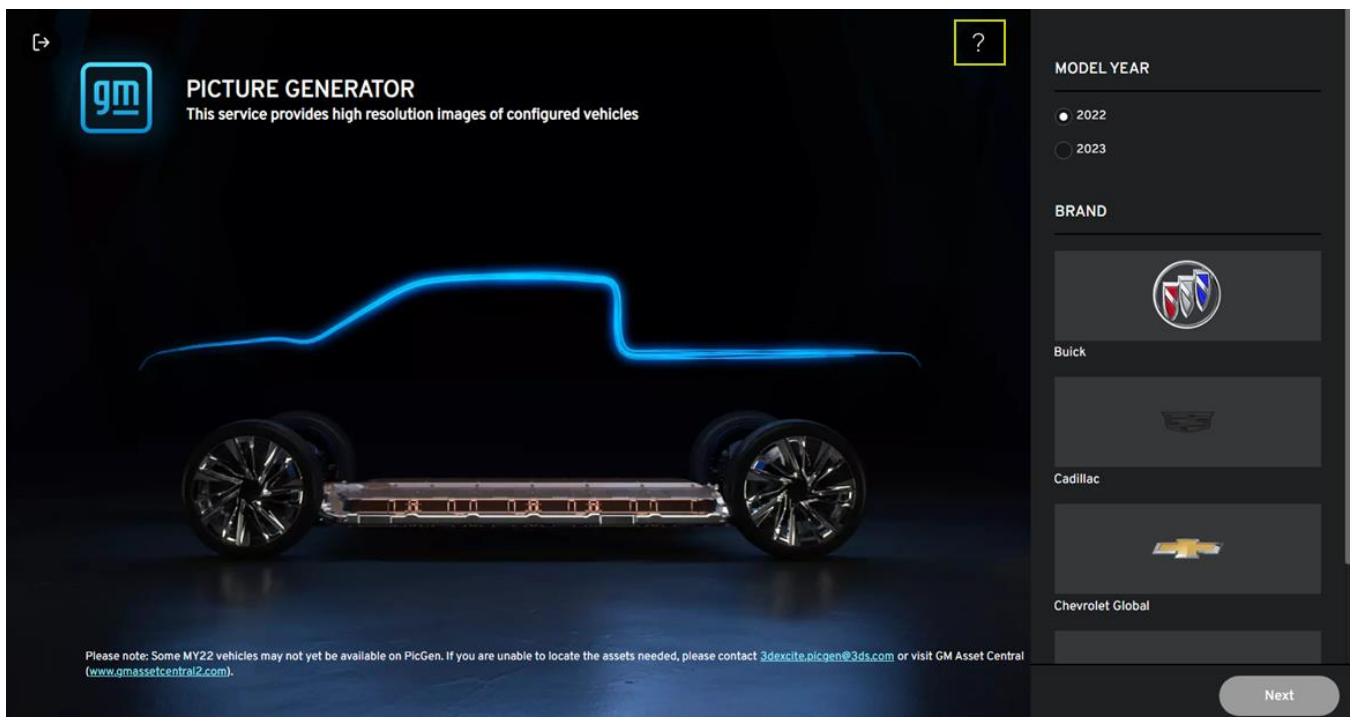 gm
PICTURE GENERATOR
This service provides high resolution images of configured vehicles
?
Please note: Some MY22 vehicles may not yet be available on PicGen. If you are unable to locate the assets needed, please contact 3dexcite.picgen@3ds.com or visit GM Asset Central
(www.gmassetcentral2.com).
MODEL YEAR
2022
2023
BRAND
Buick
Cadillac
Chevrolet Global
Next